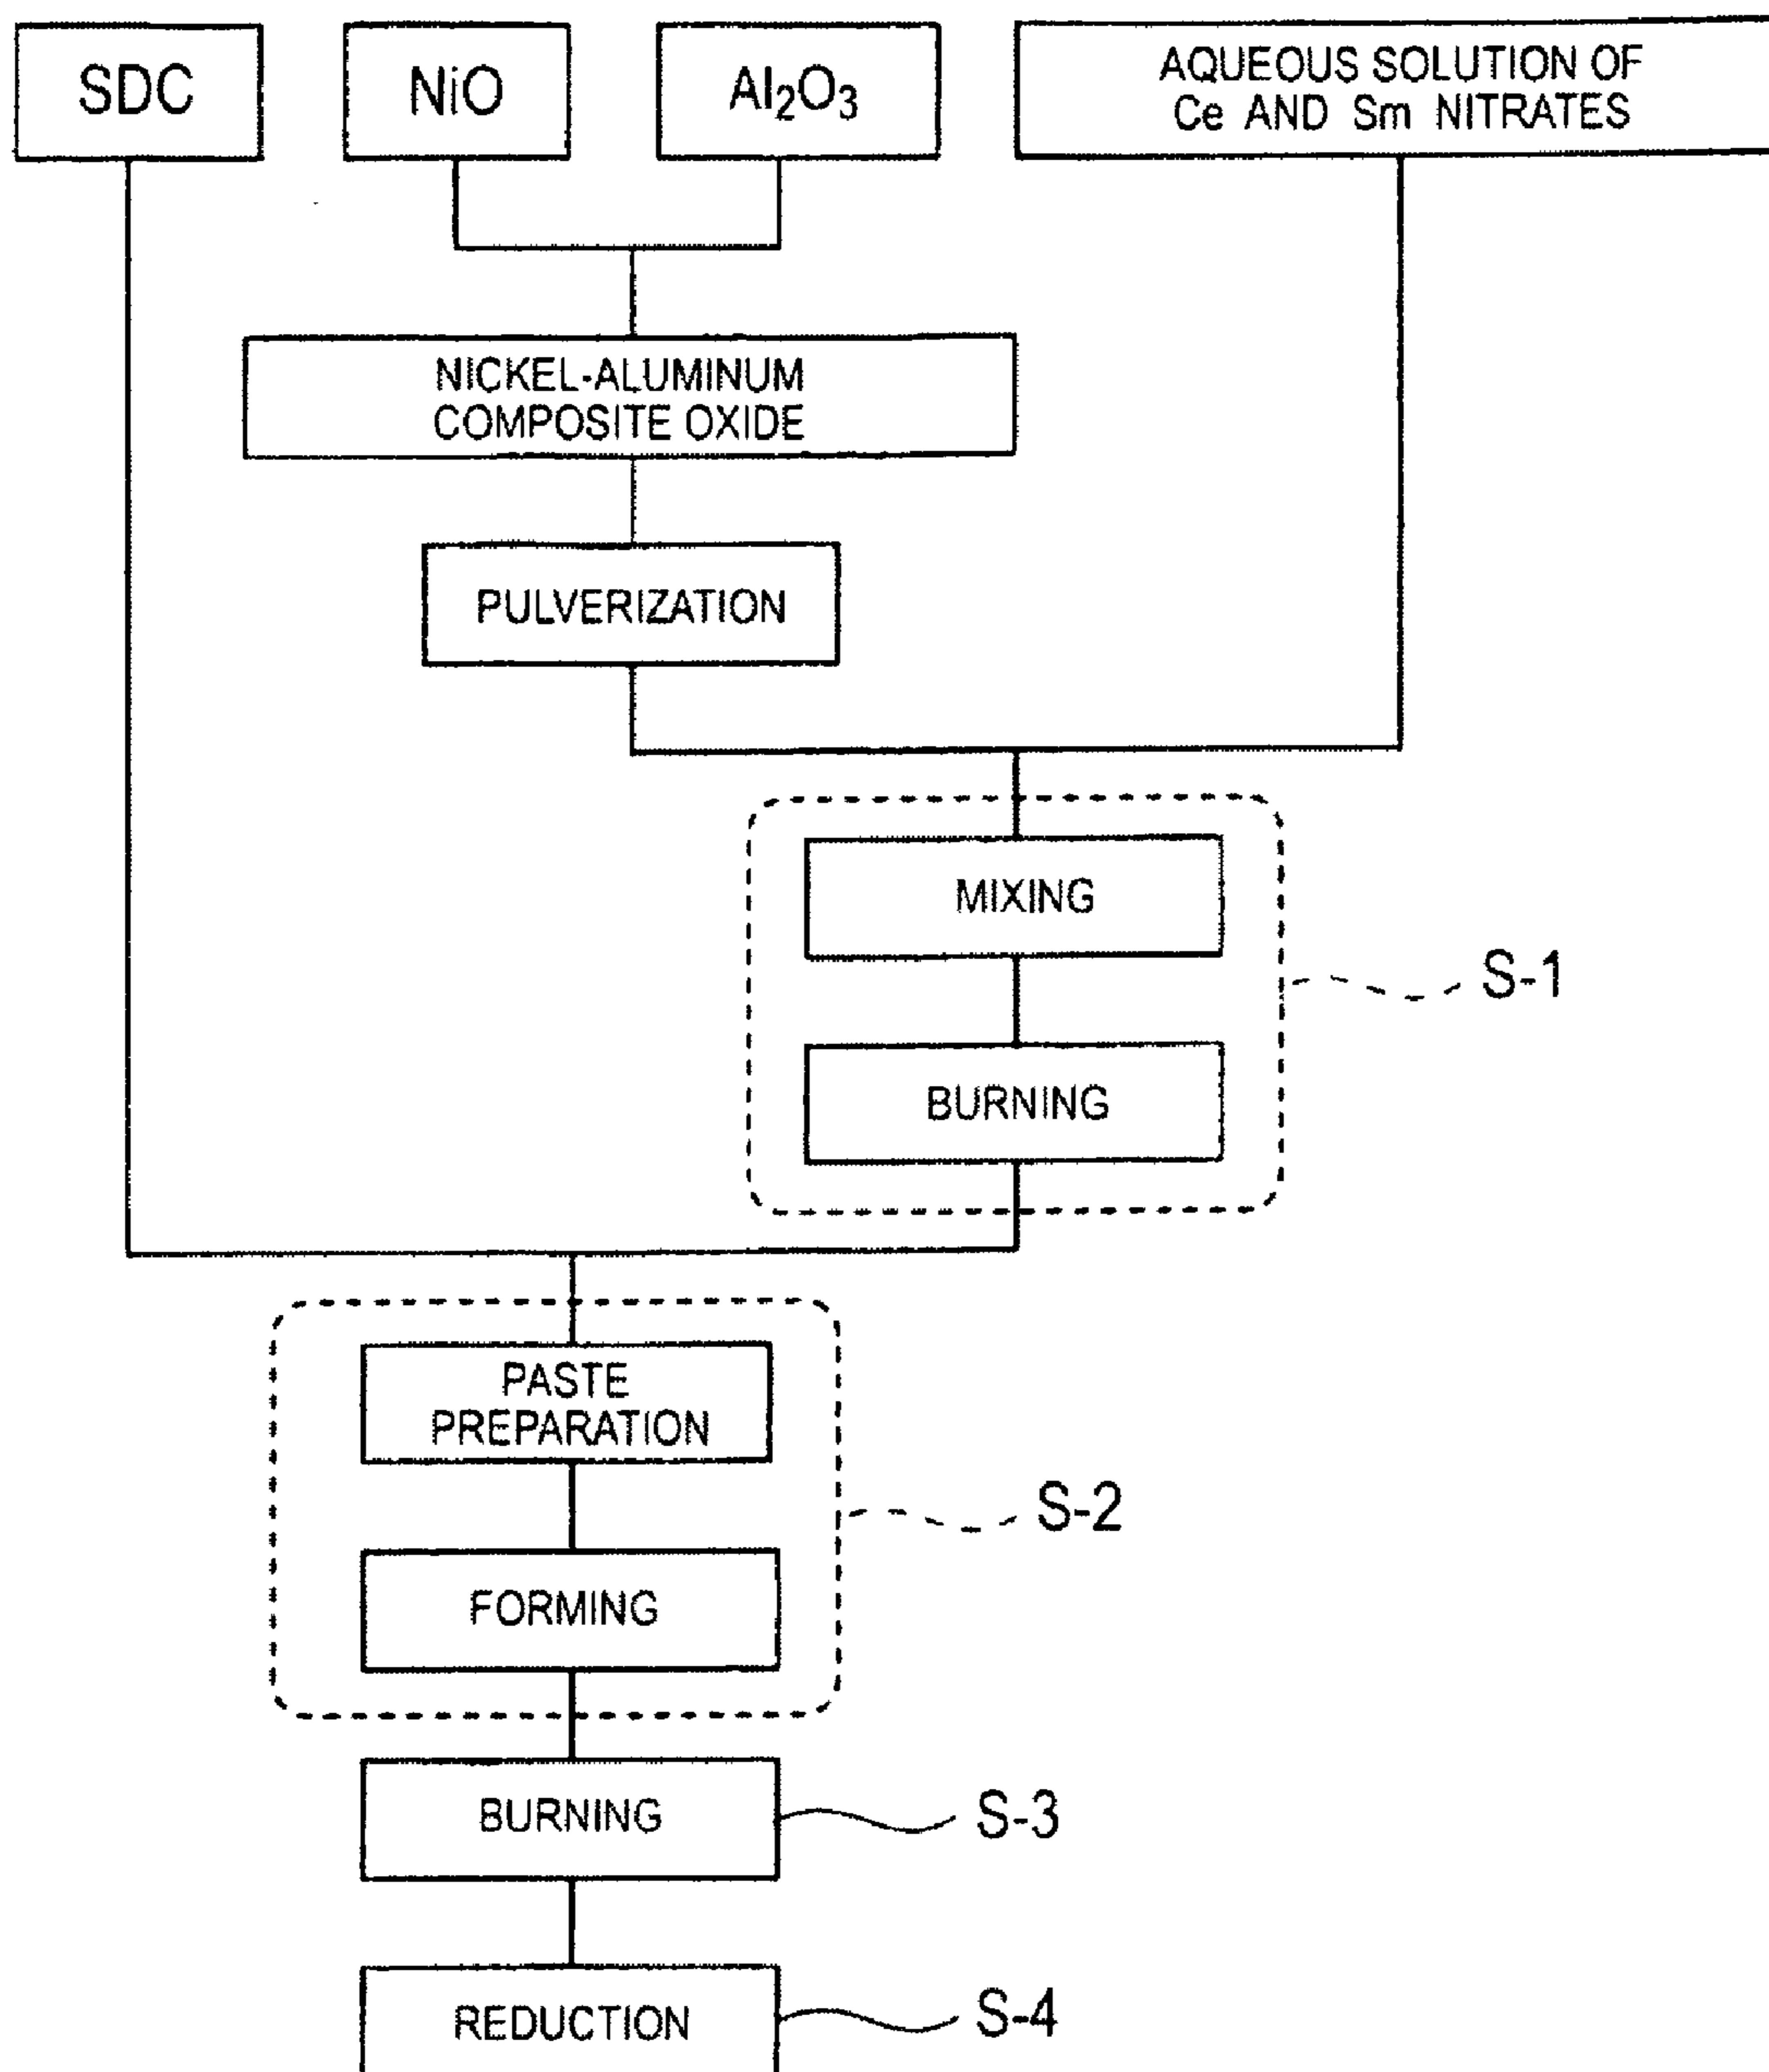 SDC
NiO
Al₂O₃
AQUEOUS SOLUTION OF
Ce AND Sm NITRATES
NICKEL-ALUMINUM
COMPOSITE OXIDE
PULVERIZATION
MIXING
S-1
BURNING
PASTE
PREPARATION
S-2
FORMING
BURNING
S-3
REDUCTION
S-4